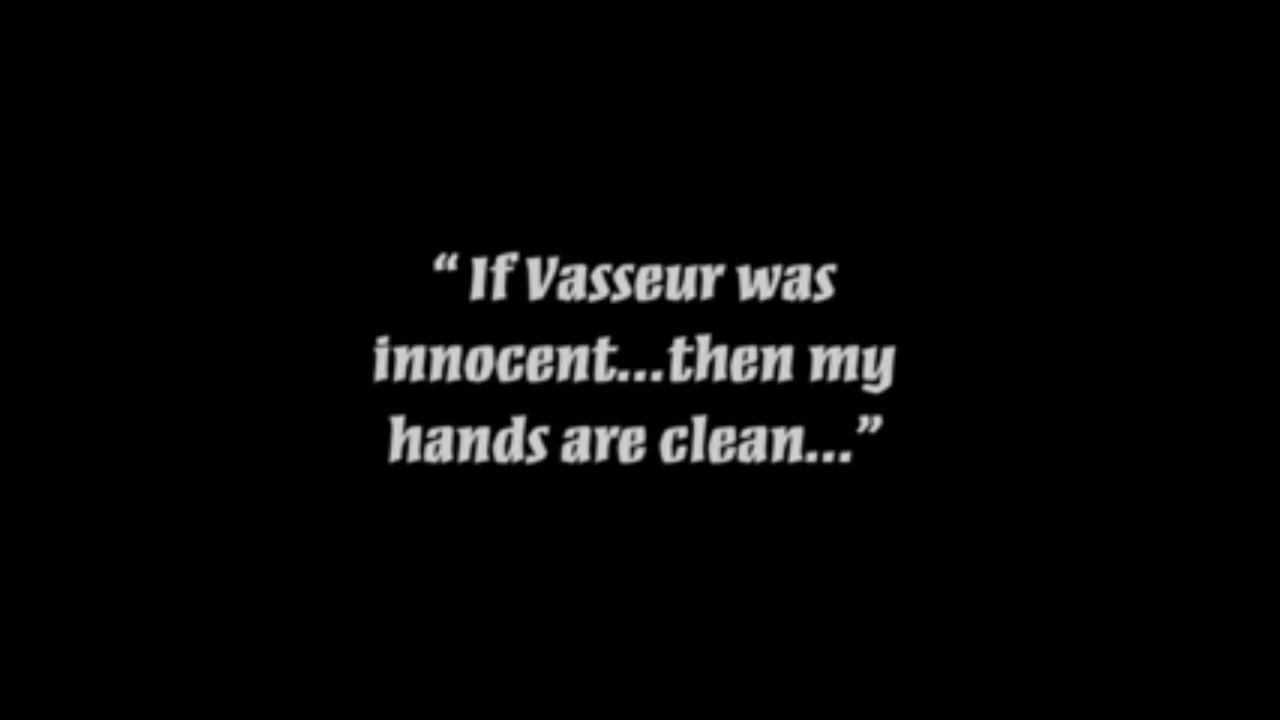 “ If Vasseur was
innocent...then my
hands are clean...”